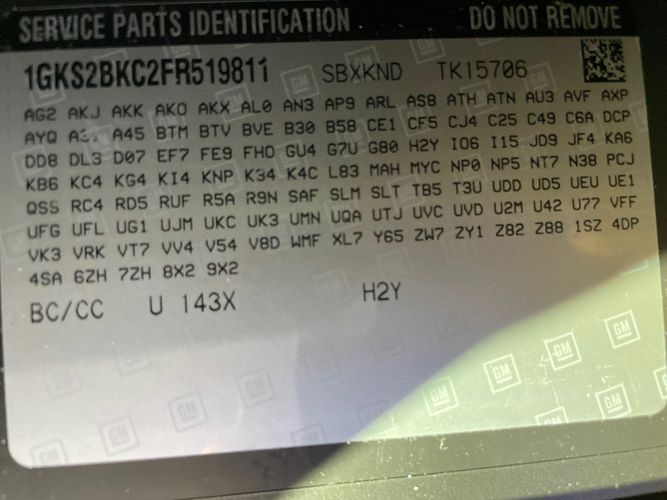 SERVICE PARTS IDENTIFICATION DO NOT REMOVE
1GKS2BKC2FR519811 SBXKND TK15706
AG2 AKJ AKK AKO AKX AL0 AN3 AP9 ARL AS8 ATH ATN AU3 AVF AXP
AYQ A45 BTM BTV BVE B30 B58 CE1 CF5 CJ4 C25 C49 C6A DCP
DD8 DL3 D07 EF7 FE9 FHO GU4 G7U G80 H2Y IO6 I15 JD9 JF4 KA6
KB6 KC4 KG4 KI4 KNP K34 K4C L83 MAH MYC NP0 NP5 NT7 N38 PCJ
QSS RC4 RD5 RUF R5A R9N SAF SLM SLT TB5 T3U UDD UD5 UEU UE1
UFG UFL UG1 UJM UKC UK3 UMN UQA UTJ UVC UVD U2M U42 U77 VFF
VK3 VRK VT7 VV4 V54 V8D WMF XL7 Y65 ZW7 ZY1 Z82 Z88 1SZ 4DP
4SA 6ZH 7ZH 8X2 9X2
BC/CC U 143X H2Y
GM